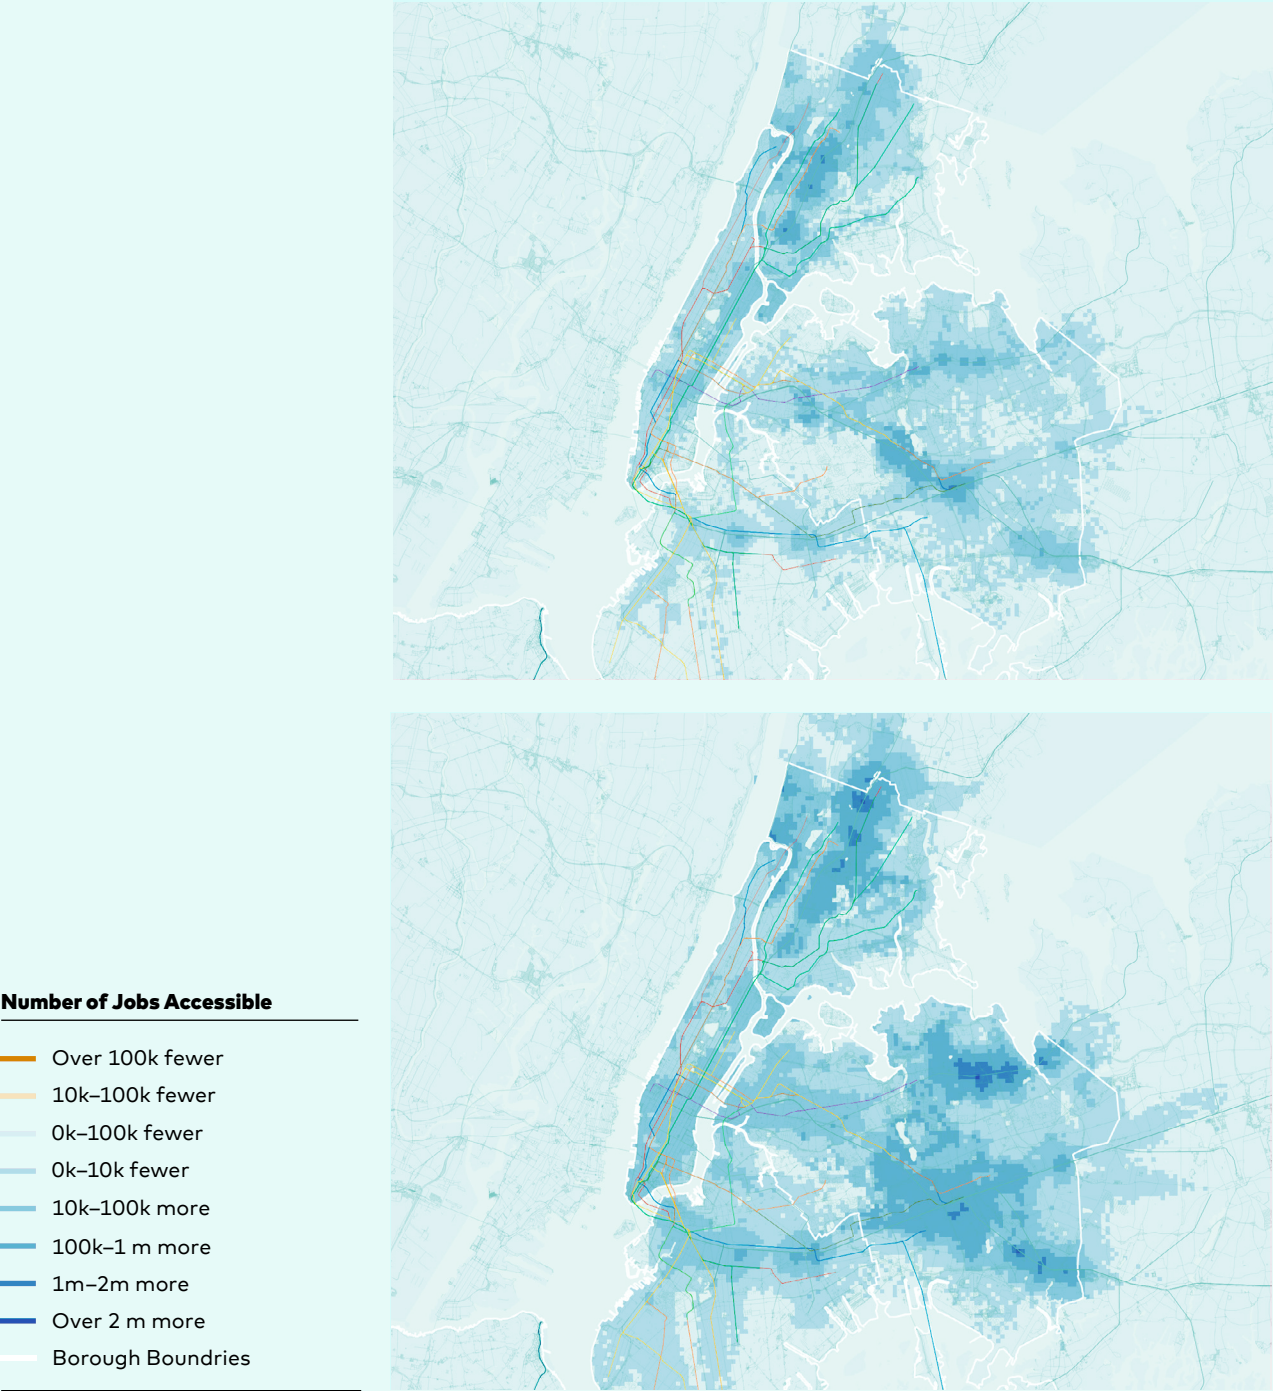 Number of Jobs Accessible
Over 100k fewer
10k–100k fewer
0k–100k fewer
0k–10k fewer
10k–100k more
100k–1 m more
1m–2m more
Over 2 m more
Borough Boundries